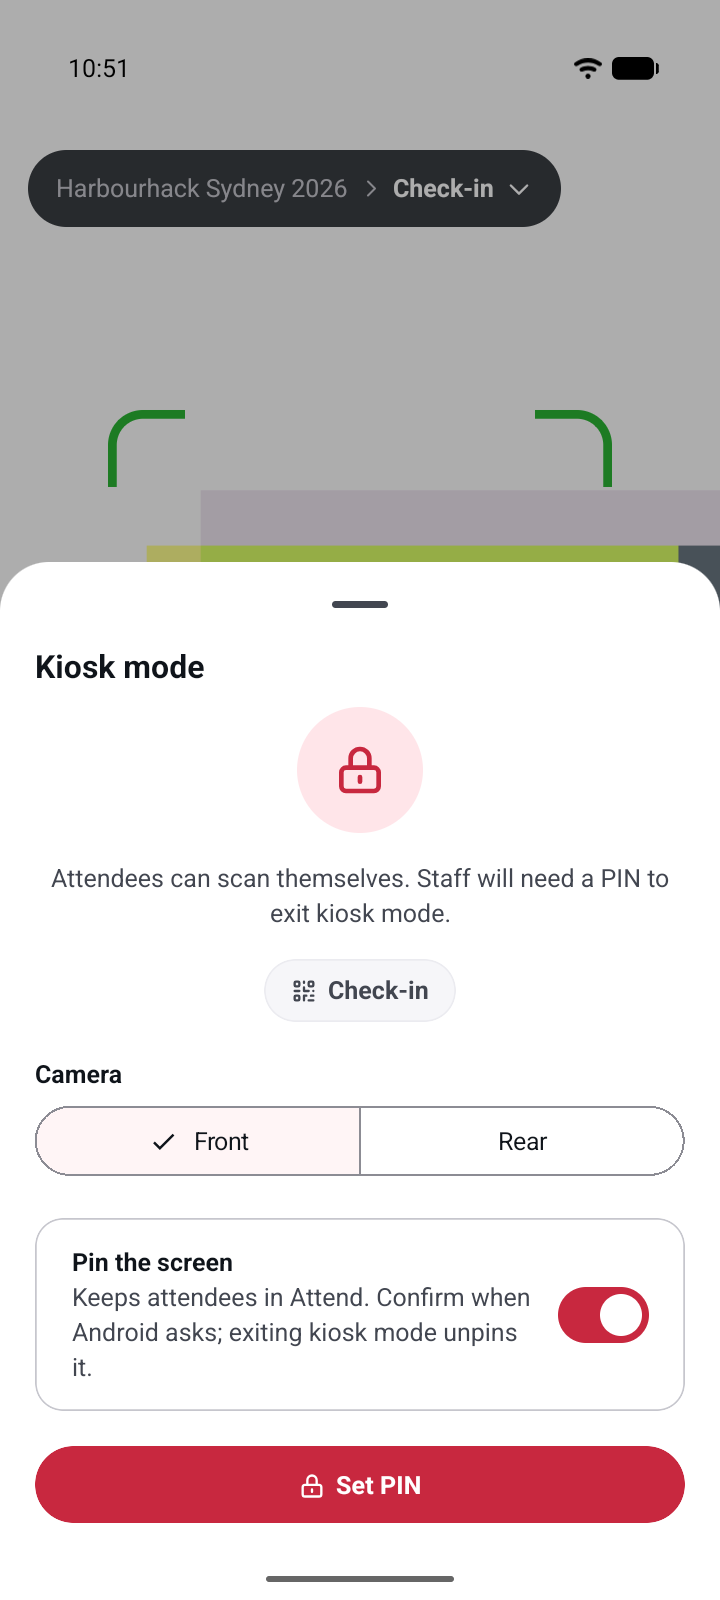 10:51
Harbourhack Sydney 2026 > Check-in
Kiosk mode
Attendees can scan themselves. Staff will need a PIN to
exit kiosk mode.
Check-in
Camera
Front
Rear
Pin the screen
Keeps attendees in Attend. Confirm when
Android asks; exiting kiosk mode unpins
it.
Set PIN